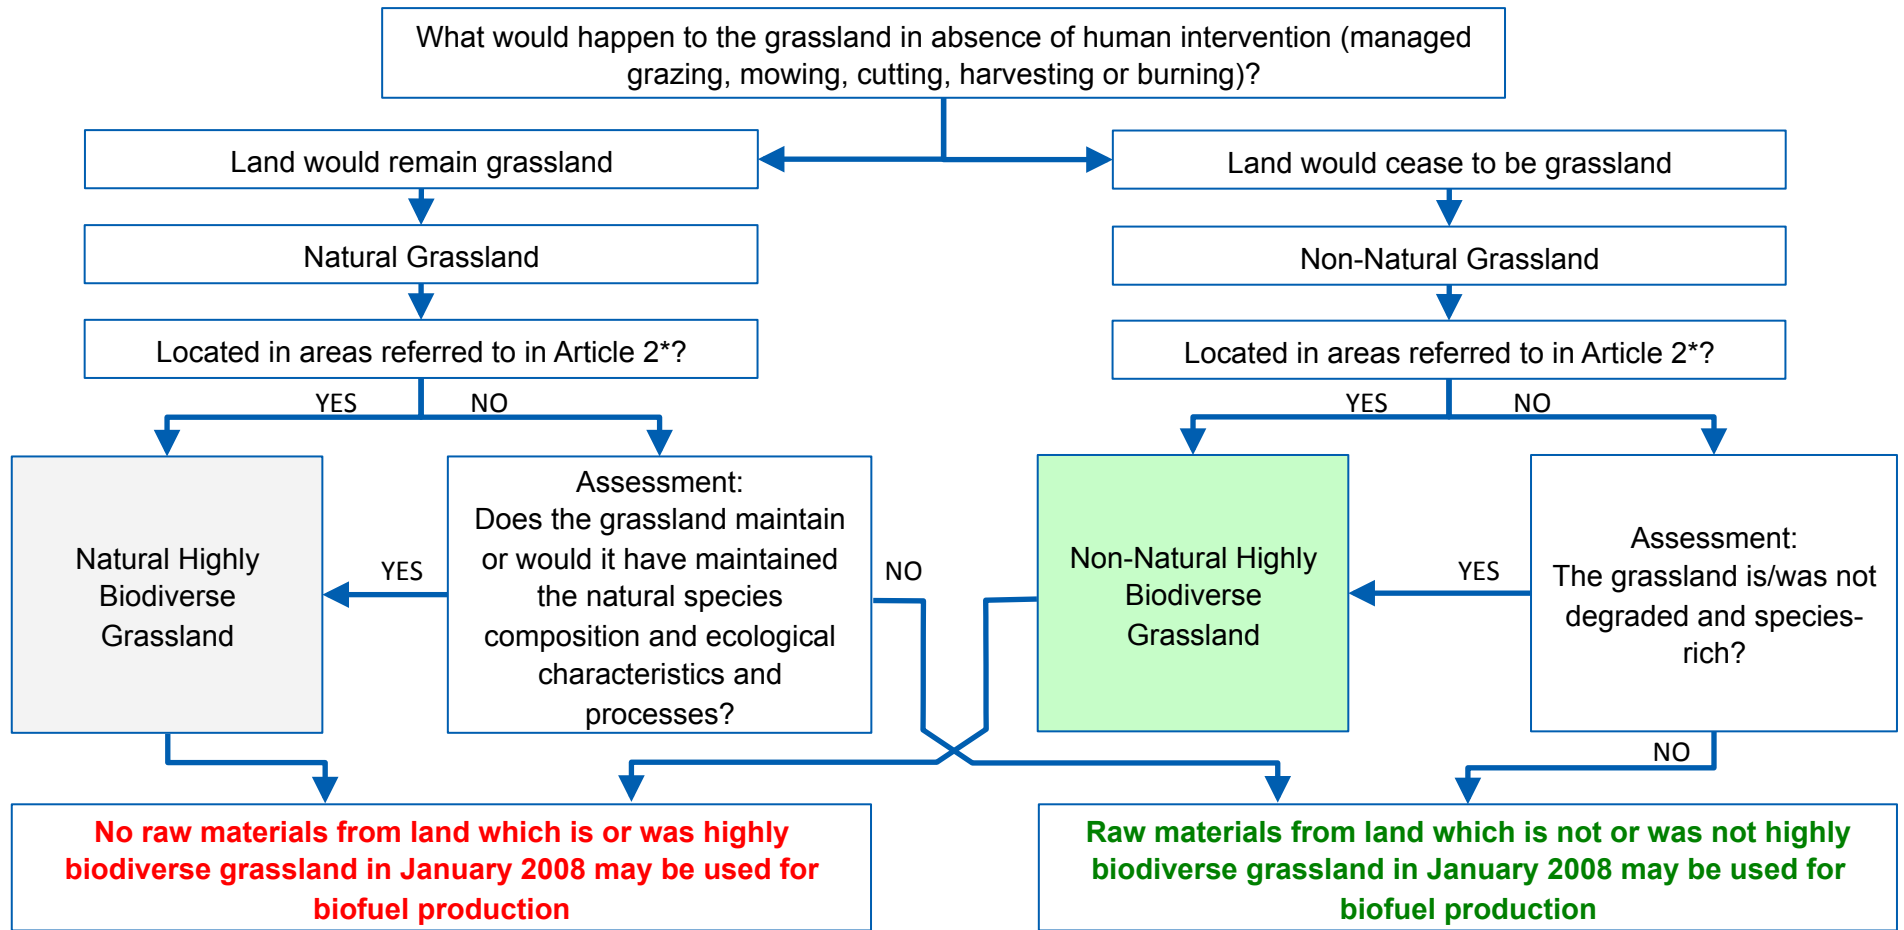 What would happen to the grassland in absence of human intervention (managed
grazing, mowing, cutting, harvesting or burning)?
Land would remain grassland
Land would cease to be grassland
Natural Grassland
Non-Natural Grassland
Located in areas referred to in Article 2*?
Located in areas referred to in Article 2*?
YES
NO
YES
NO
Natural Highly
Biodiverse
Grassland
YES
Assessment:
Does the grassland maintain
or would it have maintained
the natural species
composition and ecological
characteristics and
processes?
NO
Non-Natural Highly
Biodiverse
Grassland
YES
Assessment:
The grassland is/was not
degraded and species-
rich?
NO
No raw materials from land which is or was highly
biodiverse grassland in January 2008 may be used for
biofuel production
Raw materials from land which is not or was not highly
biodiverse grassland in January 2008 may be used for
biofuel production